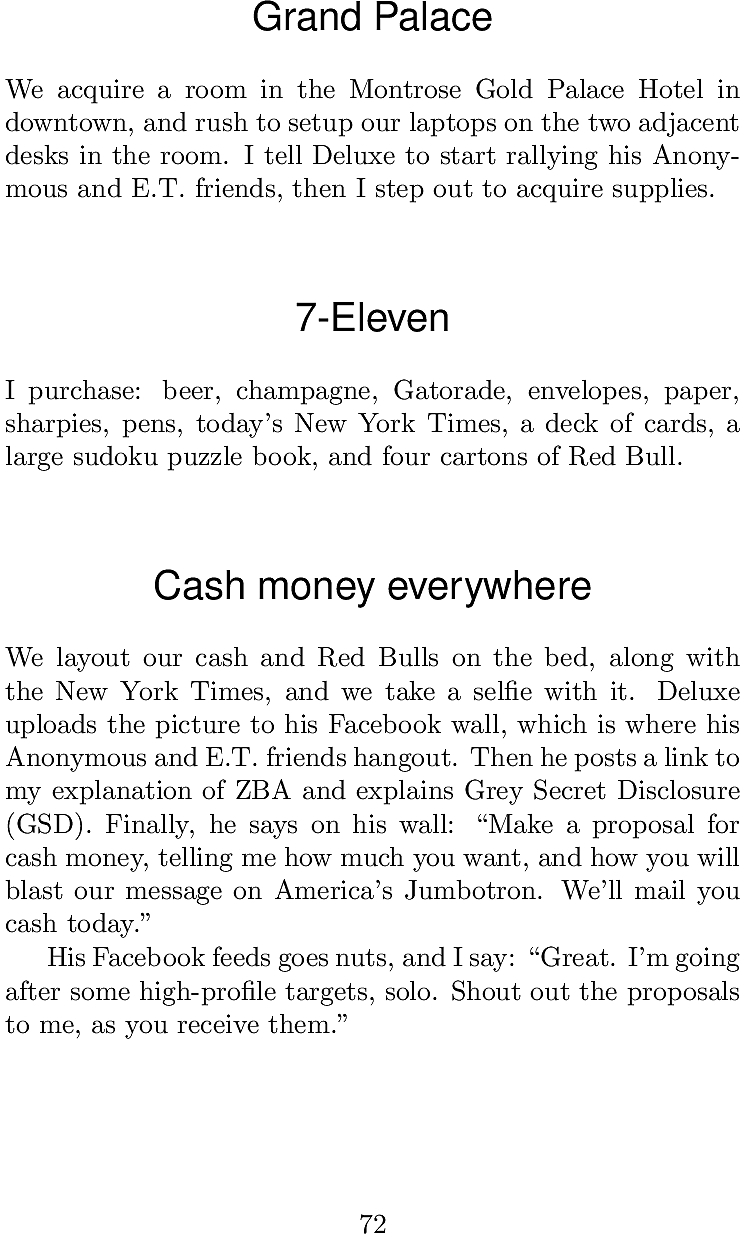 Grand Palace
We acquire a room in the Montrose Gold Palace Hotel in
downtown, and rush to setup our laptops on the two adjacent
desks in the room. I tell Deluxe to start rallying his Anony-
mous and E.T. friends, then I step out to acquire supplies.
7-Eleven
I purchase: beer, champagne, Gatorade, envelopes, paper,
sharpies, pens, today's New York Times, a deck of cards, a
large sudoku puzzle book, and four cartons of Red Bull.
Cash money everywhere
We layout our cash and Red Bulls on the bed, along with
the New York Times, and we take a selfie with it. Deluxe
uploads the picture to his Facebook wall, which is where his
Anonymous and E.T. friends hangout. Then he posts a link to
my explanation of ZBA and explains Grey Secret Disclosure
(GSD). Finally, he says on his wall: “Make a proposal for
cash money, telling me how much you want, and how you will
blast our message on America's Jumbotron. We'll mail you
cash today.”
His Facebook feeds goes nuts, and I say: “Great. I'm going
after some high-profile targets, solo. Shout out the proposals
to me, as you receive them.”
72